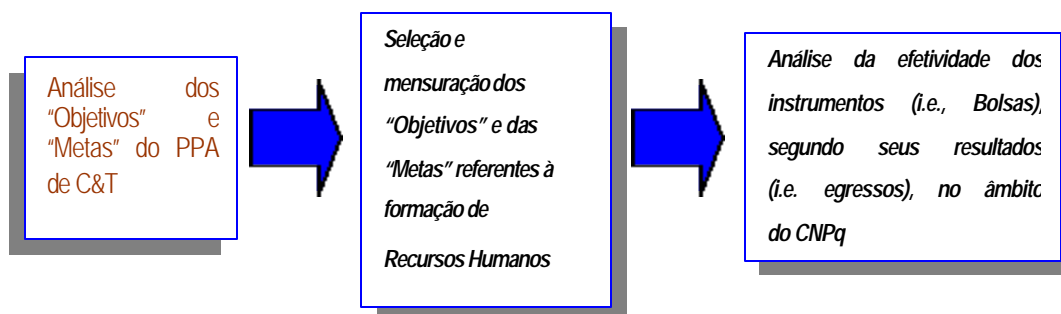 Análise dos
“Objetivos” e
“Metas” do PPA
de C&T
Seleção e
mensuração dos
“Objetivos” e das
“Metas” referentes à
formação de
Recursos Humanos
Análise da efetividade dos
instrumentos (i.e., Bolsas),
segundo seus resultados
(i.e. egressos), no âmbito
do CNPq